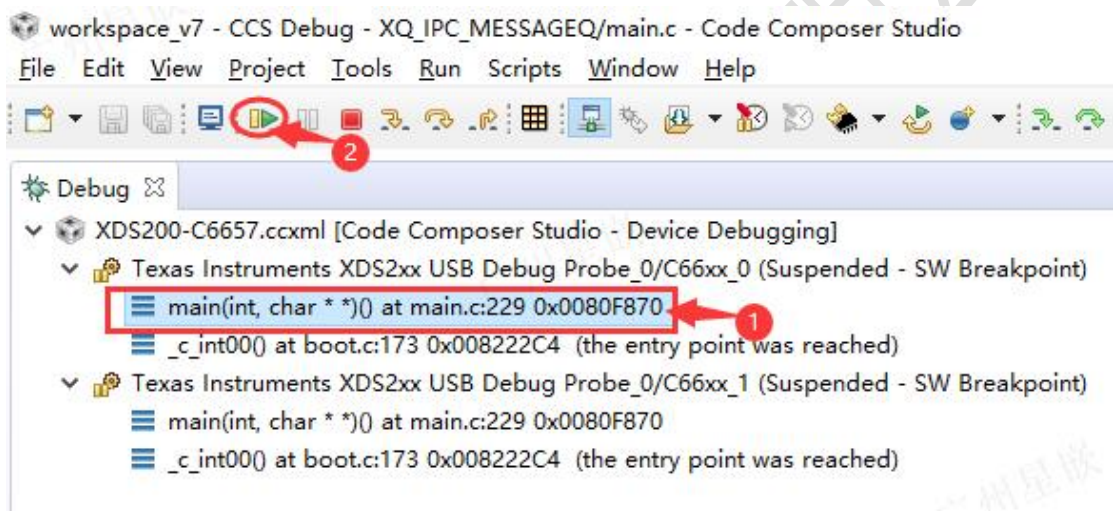 workspace_v7 - CCS Debug - XQ_IPC_MESSAGEQ/main.c - Code Composer Studio
File Edit View Project Tools Run Scripts Window Help
2
Debug
XDS200-C6657.ccxml [Code Composer Studio - Device Debugging]
Texas Instruments XDS2xx USB Debug Probe_0/C66xx_0 (Suspended - SW Breakpoint)
main(int, char * *)() at main.c:229 0x0080F870
1
_c_int00() at boot.c:173 0x008222C4 (the entry point was reached)
Texas Instruments XDS2xx USB Debug Probe_0/C66xx_1 (Suspended - SW Breakpoint)
main(int, char * *)() at main.c:229 0x0080F870
_c_int00() at boot.c:173 0x008222C4 (the entry point was reached)